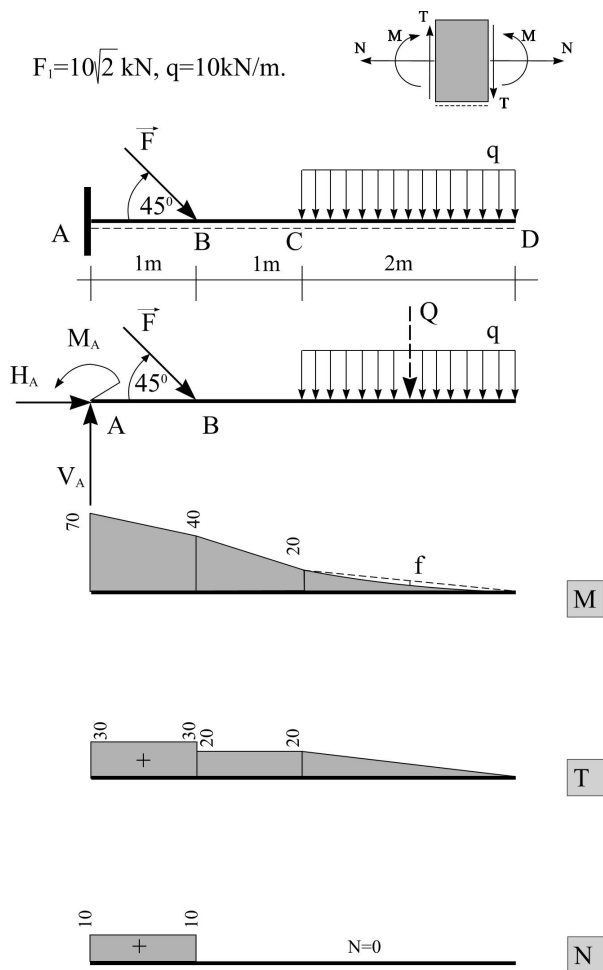 F₁=10√2 kN, q=10kN/m.
T
M M
N N
T
F q
45⁰
A B C D
1m 1m 2m
F Q q
M_A
H_A 45⁰
A B
V_A
70 40 20 f
M
30 30 20 20
+
T
10 10
+ N=0
N